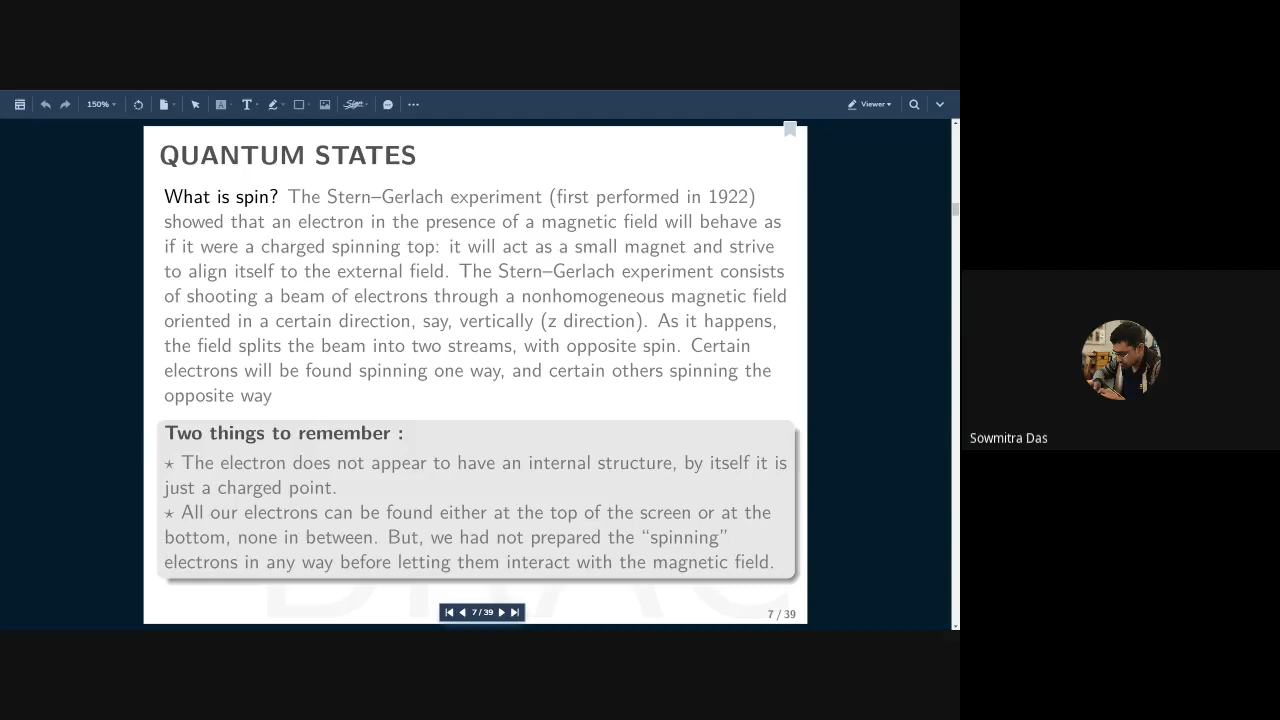 150%
T
Sign
Viewer
QUANTUM STATES
What is spin? The Stern–Gerlach experiment (first performed in 1922)
showed that an electron in the presence of a magnetic field will behave as
if it were a charged spinning top: it will act as a small magnet and strive
to align itself to the external field. The Stern–Gerlach experiment consists
of shooting a beam of electrons through a nonhomogeneous magnetic field
oriented in a certain direction, say, vertically (z direction). As it happens,
the field splits the beam into two streams, with opposite spin. Certain
electrons will be found spinning one way, and certain others spinning the
opposite way
Two things to remember :
⋆ The electron does not appear to have an internal structure, by itself it is
just a charged point.
⋆ All our electrons can be found either at the top of the screen or at the
bottom, none in between. But, we had not prepared the “spinning”
electrons in any way before letting them interact with the magnetic field.
7 / 39
7 / 39
Sowmitra Das